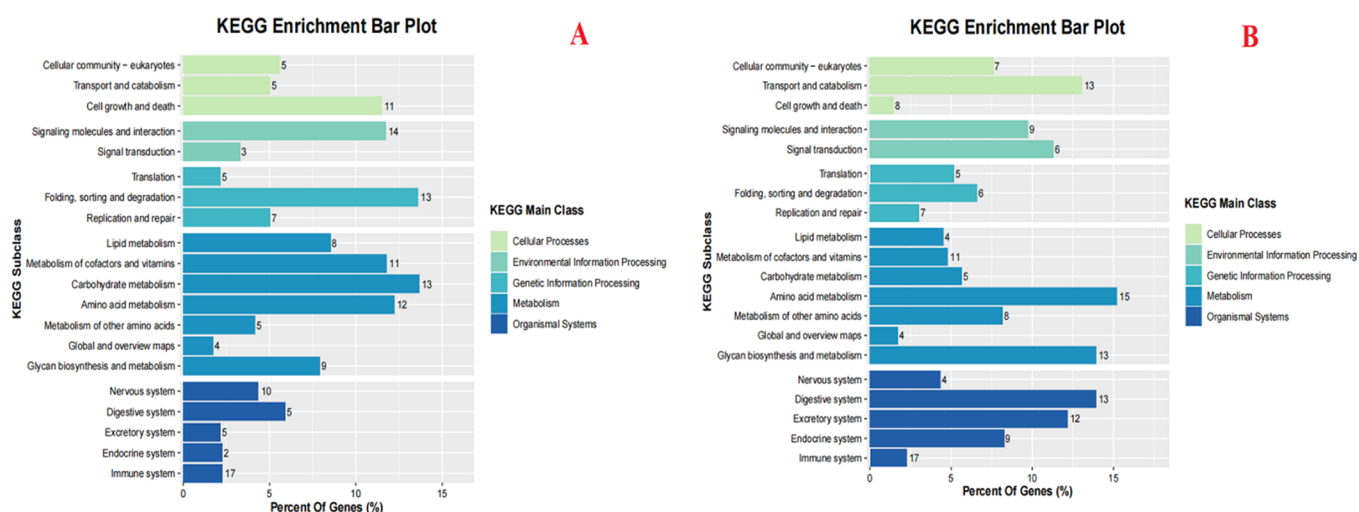 KEGG Enrichment Bar Plot
A
KEGG Subclass
Cellular community − eukaryotes 5
Transport and catabolism 5
Cell growth and death 11
Signaling molecules and interaction 14
Signal transduction 3
Translation 5
Folding, sorting and degradation 13
Replication and repair 7
Lipid metabolism 8
Metabolism of cofactors and vitamins 11
Carbohydrate metabolism 13
Amino acid metabolism 12
Metabolism of other amino acids 5
Global and overview maps 4
Glycan biosynthesis and metabolism 9
Nervous system 10
Digestive system 5
Excretory system 5
Endocrine system 2
Immune system 17
0 5 10 15
Percent Of Genes (%)
KEGG Main Class
Cellular Processes
Environmental Information Processing
Genetic Information Processing
Metabolism
Organismal Systems
KEGG Enrichment Bar Plot
B
KEGG Subclass
Cellular community − eukaryotes 7
Transport and catabolism 13
Cell growth and death 8
Signaling molecules and interaction 9
Signal transduction 6
Translation 5
Folding, sorting and degradation 6
Replication and repair 7
Lipid metabolism 4
Metabolism of cofactors and vitamins 11
Carbohydrate metabolism 5
Amino acid metabolism 15
Metabolism of other amino acids 8
Global and overview maps 4
Glycan biosynthesis and metabolism 13
Nervous system 4
Digestive system 13
Excretory system 12
Endocrine system 9
Immune system 17
0 5 10 15
Percent Of Genes (%)
KEGG Main Class
Cellular Processes
Environmental Information Processing
Genetic Information Processing
Metabolism
Organismal Systems